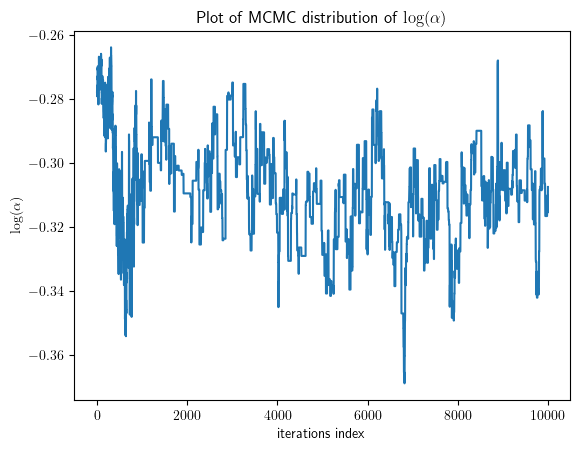 Plot of MCMC distribution of log(α)
−0.26
−0.28
−0.30
−0.32
−0.34
−0.36
log(α)
0 2000 4000 6000 8000 10000
iterations index